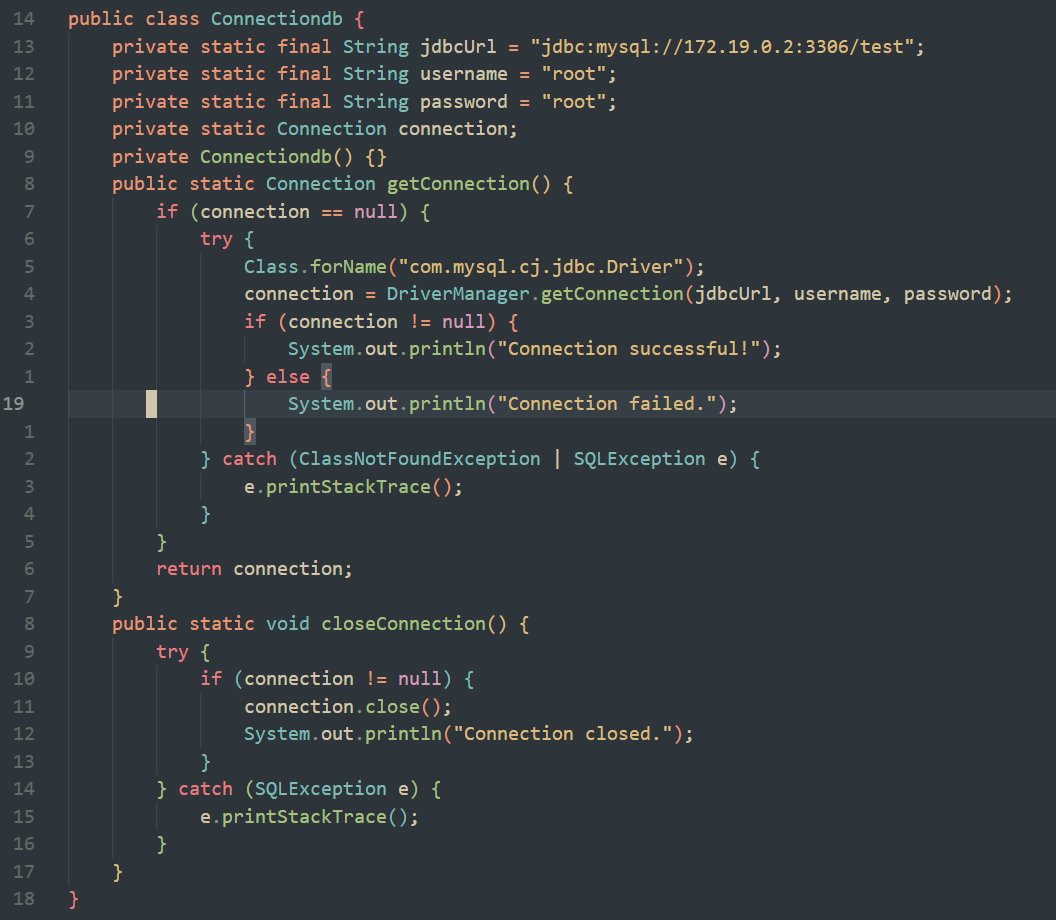 14 public class Connectiondb {
13 private static final String jdbcUrl = "jdbc:mysql://172.19.0.2:3306/test";
12 private static final String username = "root";
11 private static final String password = "root";
10 private static Connection connection;
9 private Connectiondb() {}
8 public static Connection getConnection() {
7 if (connection == null) {
6 try {
5 Class.forName("com.mysql.cj.jdbc.Driver");
4 connection = DriverManager.getConnection(jdbcUrl, username, password);
3 if (connection != null) {
2 System.out.println("Connection successful!");
1 } else {
19 System.out.println("Connection failed.");
1 }
2 } catch (ClassNotFoundException | SQLException e) {
3 e.printStackTrace();
4 }
5 }
6 return connection;
7 }
8 public static void closeConnection() {
9 try {
10 if (connection != null) {
11 connection.close();
12 System.out.println("Connection closed.");
13 }
14 } catch (SQLException e) {
15 e.printStackTrace();
16 }
17 }
18 }